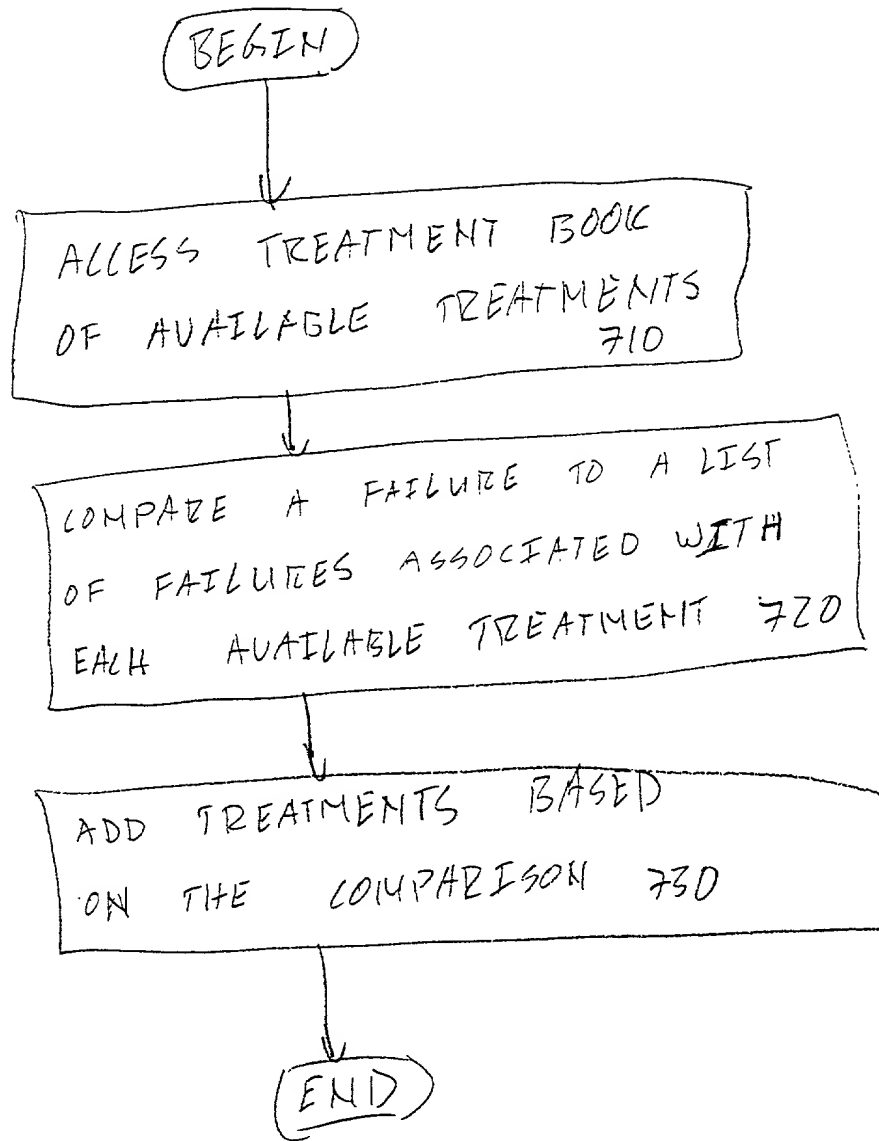 BEGIN
ACCESS TREATMENT BOOK
OF AVAILABLE TREATMENTS
710
COMPARE A FAILURE TO A LIST
OF FAILURES ASSOCIATED WITH
EACH AVAILABLE TREATMENT 720
ADD TREATMENTS BASED
ON THE COMPARISON 730
END